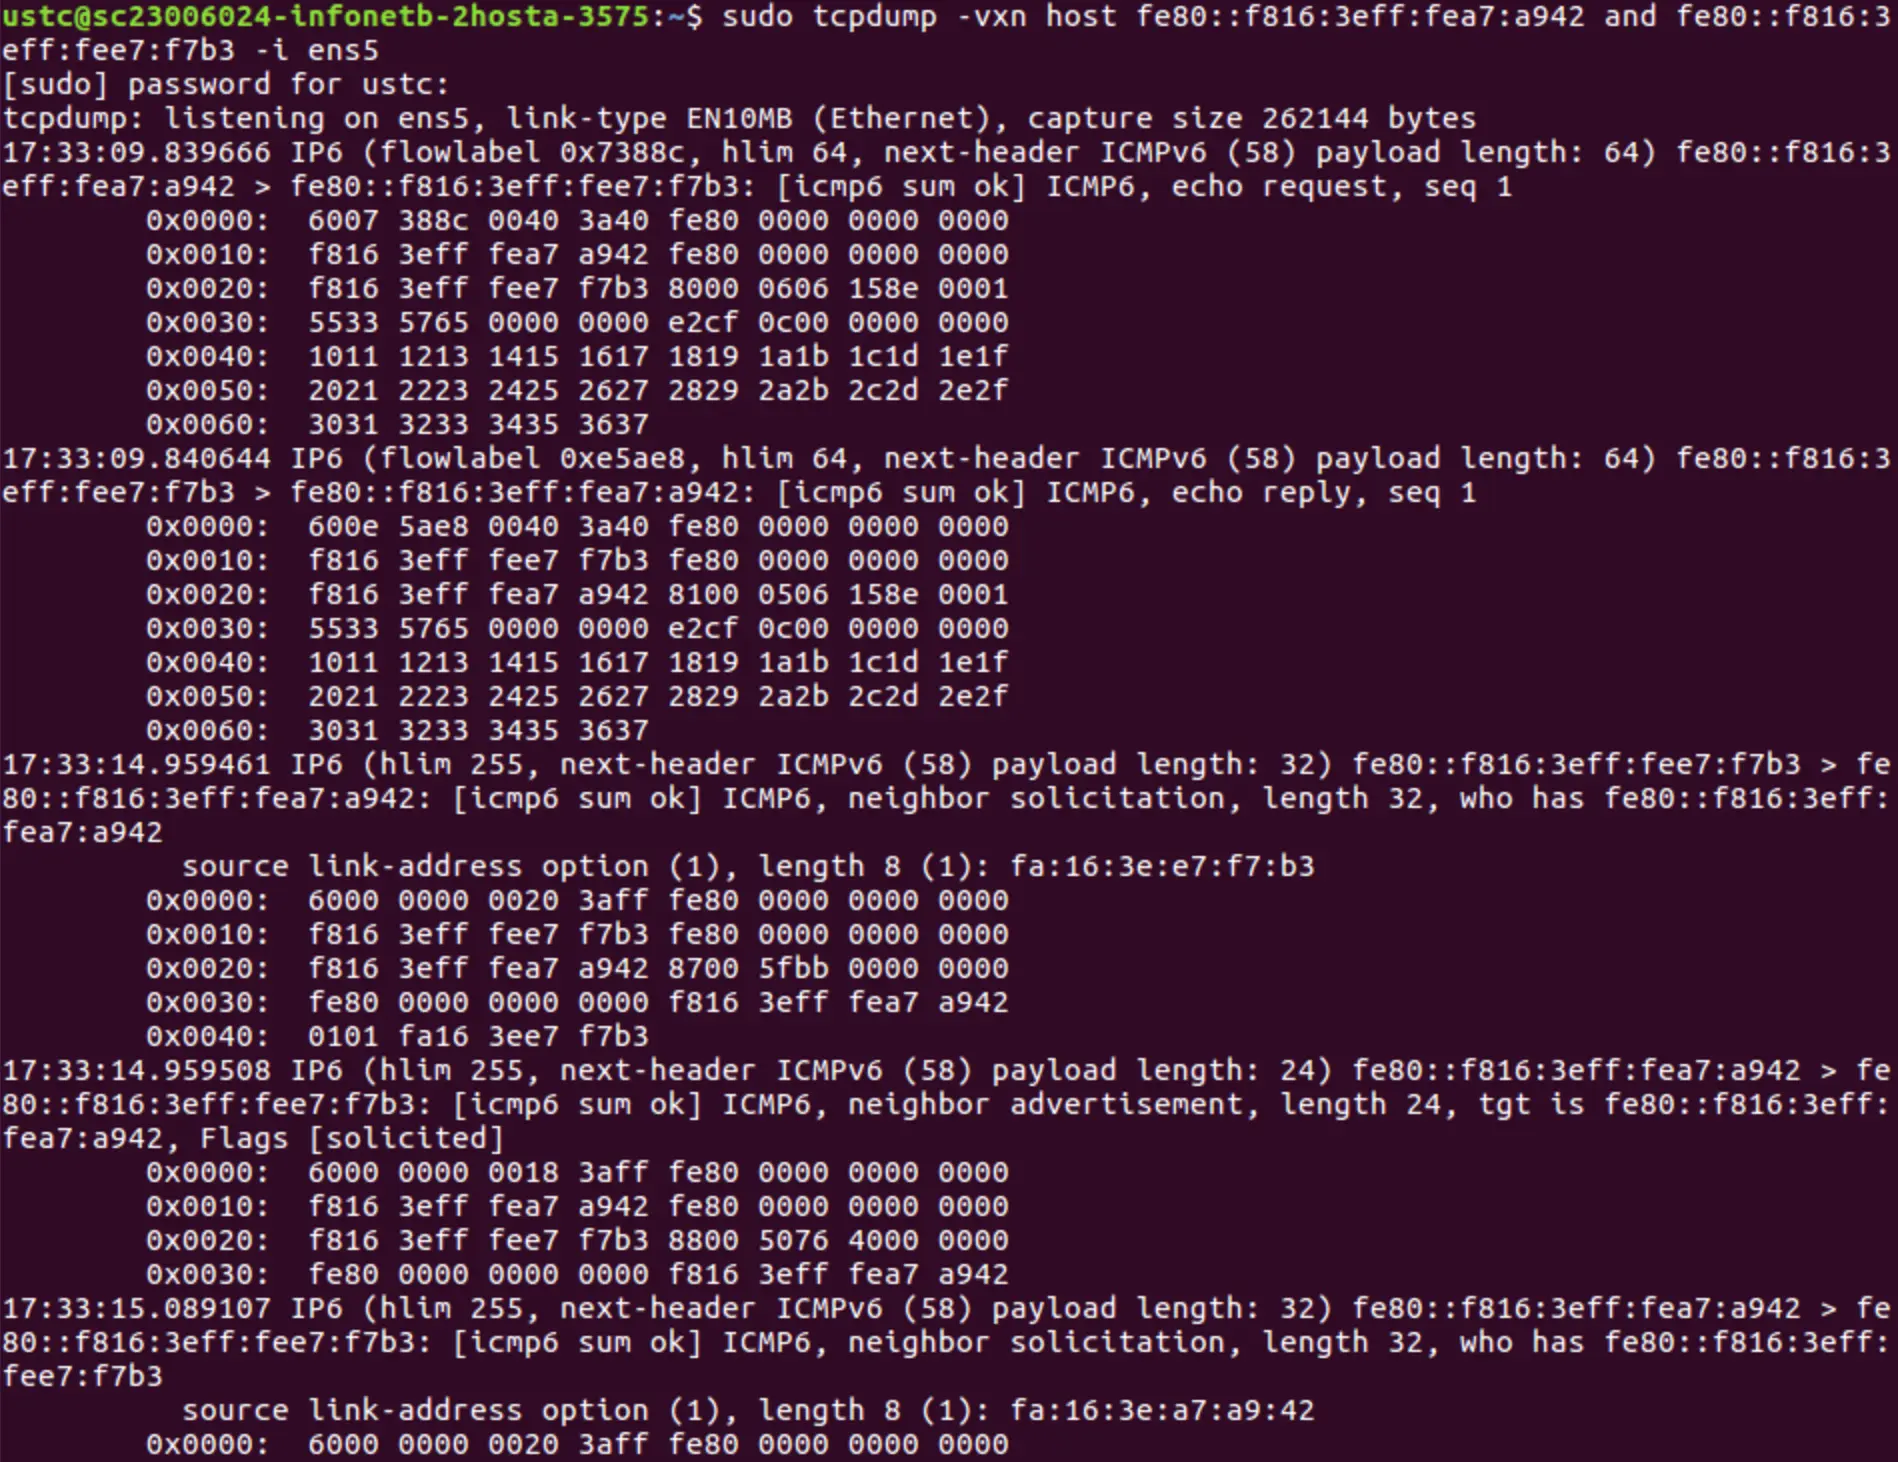 ustc@sc23006024-infonetb-2hosta-3575:~$ sudo tcpdump -vxn host fe80::f816:3eff:fea7:a942 and fe80::f816:3
eff:fee7:f7b3 -i ens5
[sudo] password for ustc:
tcpdump: listening on ens5, link-type EN10MB (Ethernet), capture size 262144 bytes
17:33:09.839666 IP6 (flowlabel 0x7388c, hlim 64, next-header ICMPv6 (58) payload length: 64) fe80::f816:3
eff:fea7:a942 > fe80::f816:3eff:fee7:f7b3: [icmp6 sum ok] ICMP6, echo request, seq 1
0x0000:  6007 388c 0040 3a40 fe80 0000 0000 0000
0x0010:  f816 3eff fea7 a942 fe80 0000 0000 0000
0x0020:  f816 3eff fee7 f7b3 8000 0606 158e 0001
0x0030:  5533 5765 0000 0000 e2cf 0c00 0000 0000
0x0040:  1011 1213 1415 1617 1819 1a1b 1c1d 1e1f
0x0050:  2021 2223 2425 2627 2829 2a2b 2c2d 2e2f
0x0060:  3031 3233 3435 3637
17:33:09.840644 IP6 (flowlabel 0xe5ae8, hlim 64, next-header ICMPv6 (58) payload length: 64) fe80::f816:3
eff:fee7:f7b3 > fe80::f816:3eff:fea7:a942: [icmp6 sum ok] ICMP6, echo reply, seq 1
0x0000:  600e 5ae8 0040 3a40 fe80 0000 0000 0000
0x0010:  f816 3eff fee7 f7b3 fe80 0000 0000 0000
0x0020:  f816 3eff fea7 a942 8100 0506 158e 0001
0x0030:  5533 5765 0000 0000 e2cf 0c00 0000 0000
0x0040:  1011 1213 1415 1617 1819 1a1b 1c1d 1e1f
0x0050:  2021 2223 2425 2627 2829 2a2b 2c2d 2e2f
0x0060:  3031 3233 3435 3637
17:33:14.959461 IP6 (hlim 255, next-header ICMPv6 (58) payload length: 32) fe80::f816:3eff:fee7:f7b3 > fe
80::f816:3eff:fea7:a942: [icmp6 sum ok] ICMP6, neighbor solicitation, length 32, who has fe80::f816:3eff:
fea7:a942
source link-address option (1), length 8 (1): fa:16:3e:e7:f7:b3
0x0000:  6000 0000 0020 3aff fe80 0000 0000 0000
0x0010:  f816 3eff fee7 f7b3 fe80 0000 0000 0000
0x0020:  f816 3eff fea7 a942 8700 5fbb 0000 0000
0x0030:  fe80 0000 0000 0000 f816 3eff fea7 a942
0x0040:  0101 fa16 3ee7 f7b3
17:33:14.959508 IP6 (hlim 255, next-header ICMPv6 (58) payload length: 24) fe80::f816:3eff:fea7:a942 > fe
80::f816:3eff:fee7:f7b3: [icmp6 sum ok] ICMP6, neighbor advertisement, length 24, tgt is fe80::f816:3eff:
fea7:a942, Flags [solicited]
0x0000:  6000 0000 0018 3aff fe80 0000 0000 0000
0x0010:  f816 3eff fea7 a942 fe80 0000 0000 0000
0x0020:  f816 3eff fee7 f7b3 8800 5076 4000 0000
0x0030:  fe80 0000 0000 0000 f816 3eff fea7 a942
17:33:15.089107 IP6 (hlim 255, next-header ICMPv6 (58) payload length: 32) fe80::f816:3eff:fea7:a942 > fe
80::f816:3eff:fee7:f7b3: [icmp6 sum ok] ICMP6, neighbor solicitation, length 32, who has fe80::f816:3eff:
fee7:f7b3
source link-address option (1), length 8 (1): fa:16:3e:a7:a9:42
0x0000:  6000 0000 0020 3aff fe80 0000 0000 0000